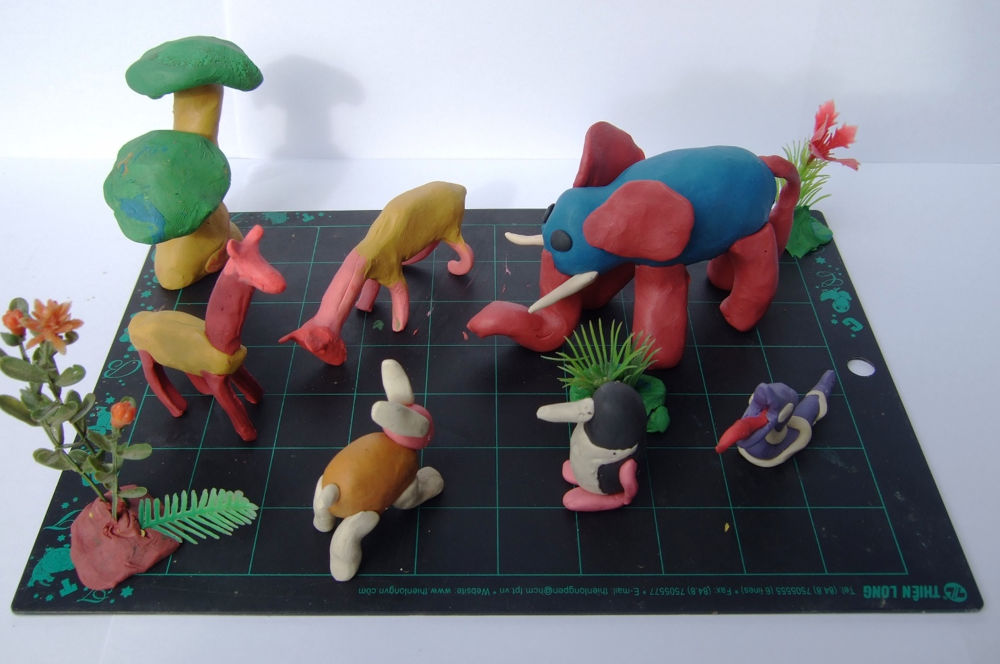 THIÊN LONG Tel: (84.8) 7505555 (6 lines) * Fax: (84.8) 7505577 * E-mail: thienlongpen@hcm.fpt.vn * Website: www.thienlongvn.com